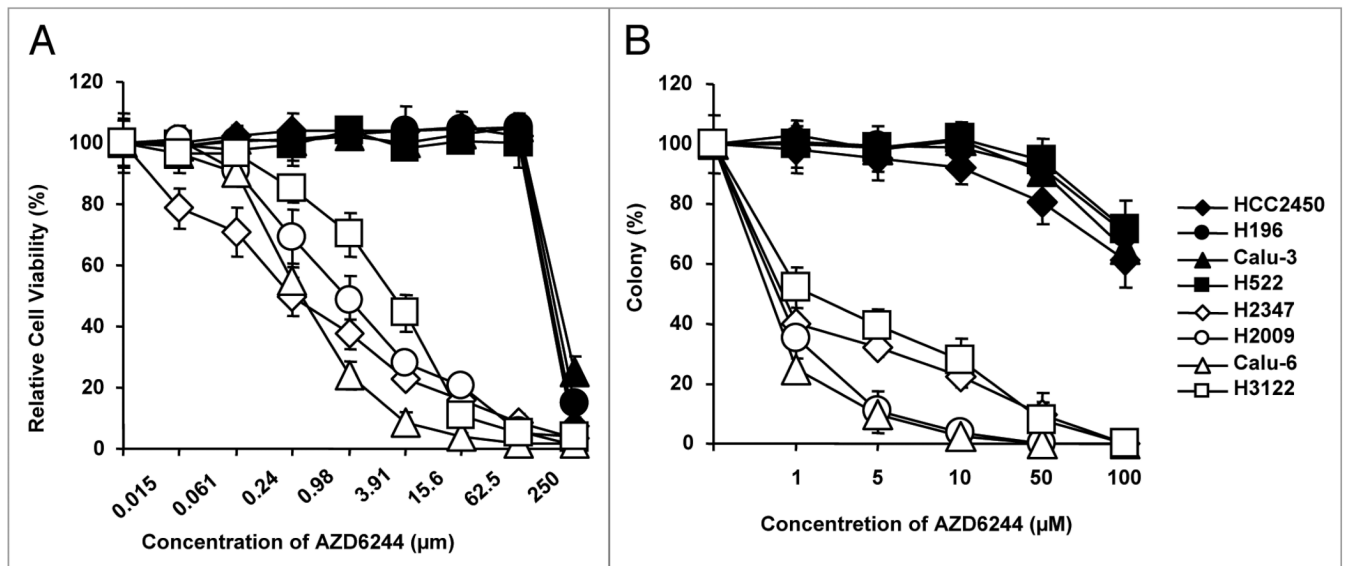 A
120
100
80
60
40
20
0
Relative Cell Viability (%)
0.015
0.061
0.24
0.98
3.91
15.6
62.5
250
Concentration of AZD6244 (μm)
B
120
100
80
60
40
20
0
Colony (%)
1
5
10
50
100
Concentretion of AZD6244 (μM)
HCC2450
H196
Calu-3
H522
H2347
H2009
Calu-6
H3122